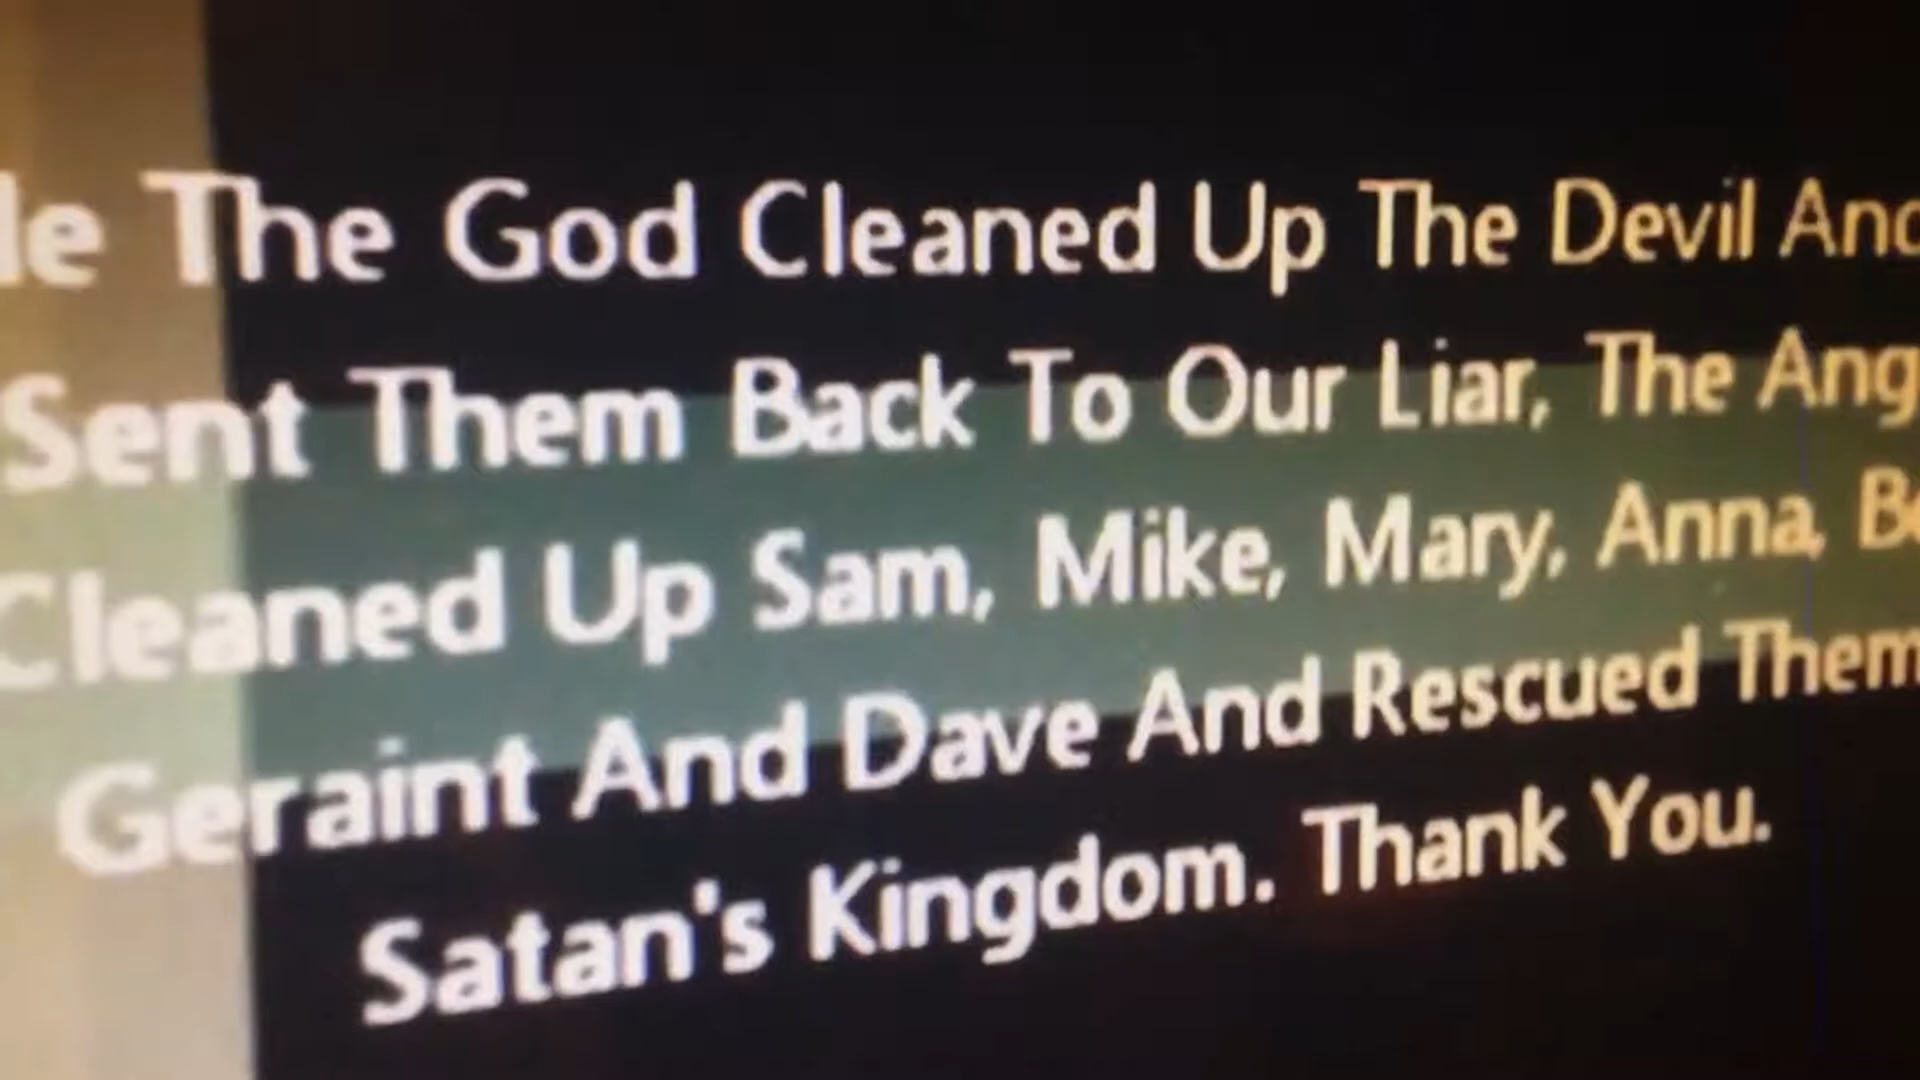 le The God Cleaned Up The Devil And
Sent Them Back To Our Liar, The Ang
Cleaned Up Sam, Mike, Mary, Anna, Be
Geraint And Dave And Rescued Them
Satan's Kingdom. Thank You.